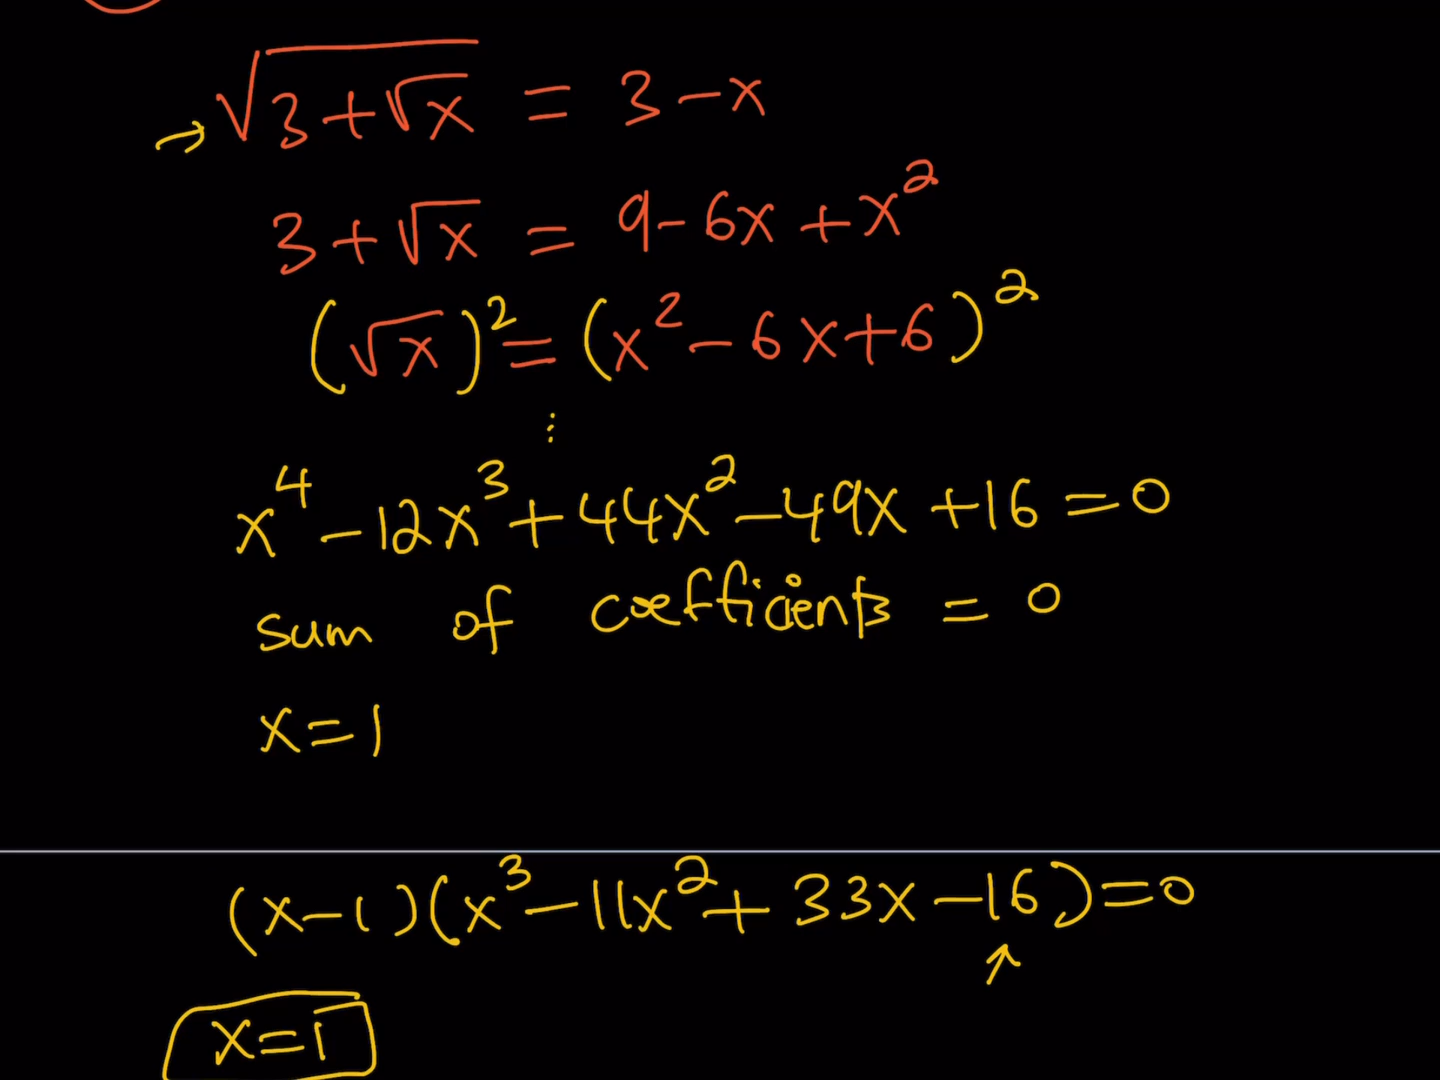 → √(3+√x) = 3-x
3+√x = 9-6x+x²
(√x)² = (x²-6x+6)²
⋮
x⁴-12x³+44x²-49x+16=0
sum of coefficients = 0
x=1
(x-1)(x³-11x²+33x-16)=0
↑
x=1